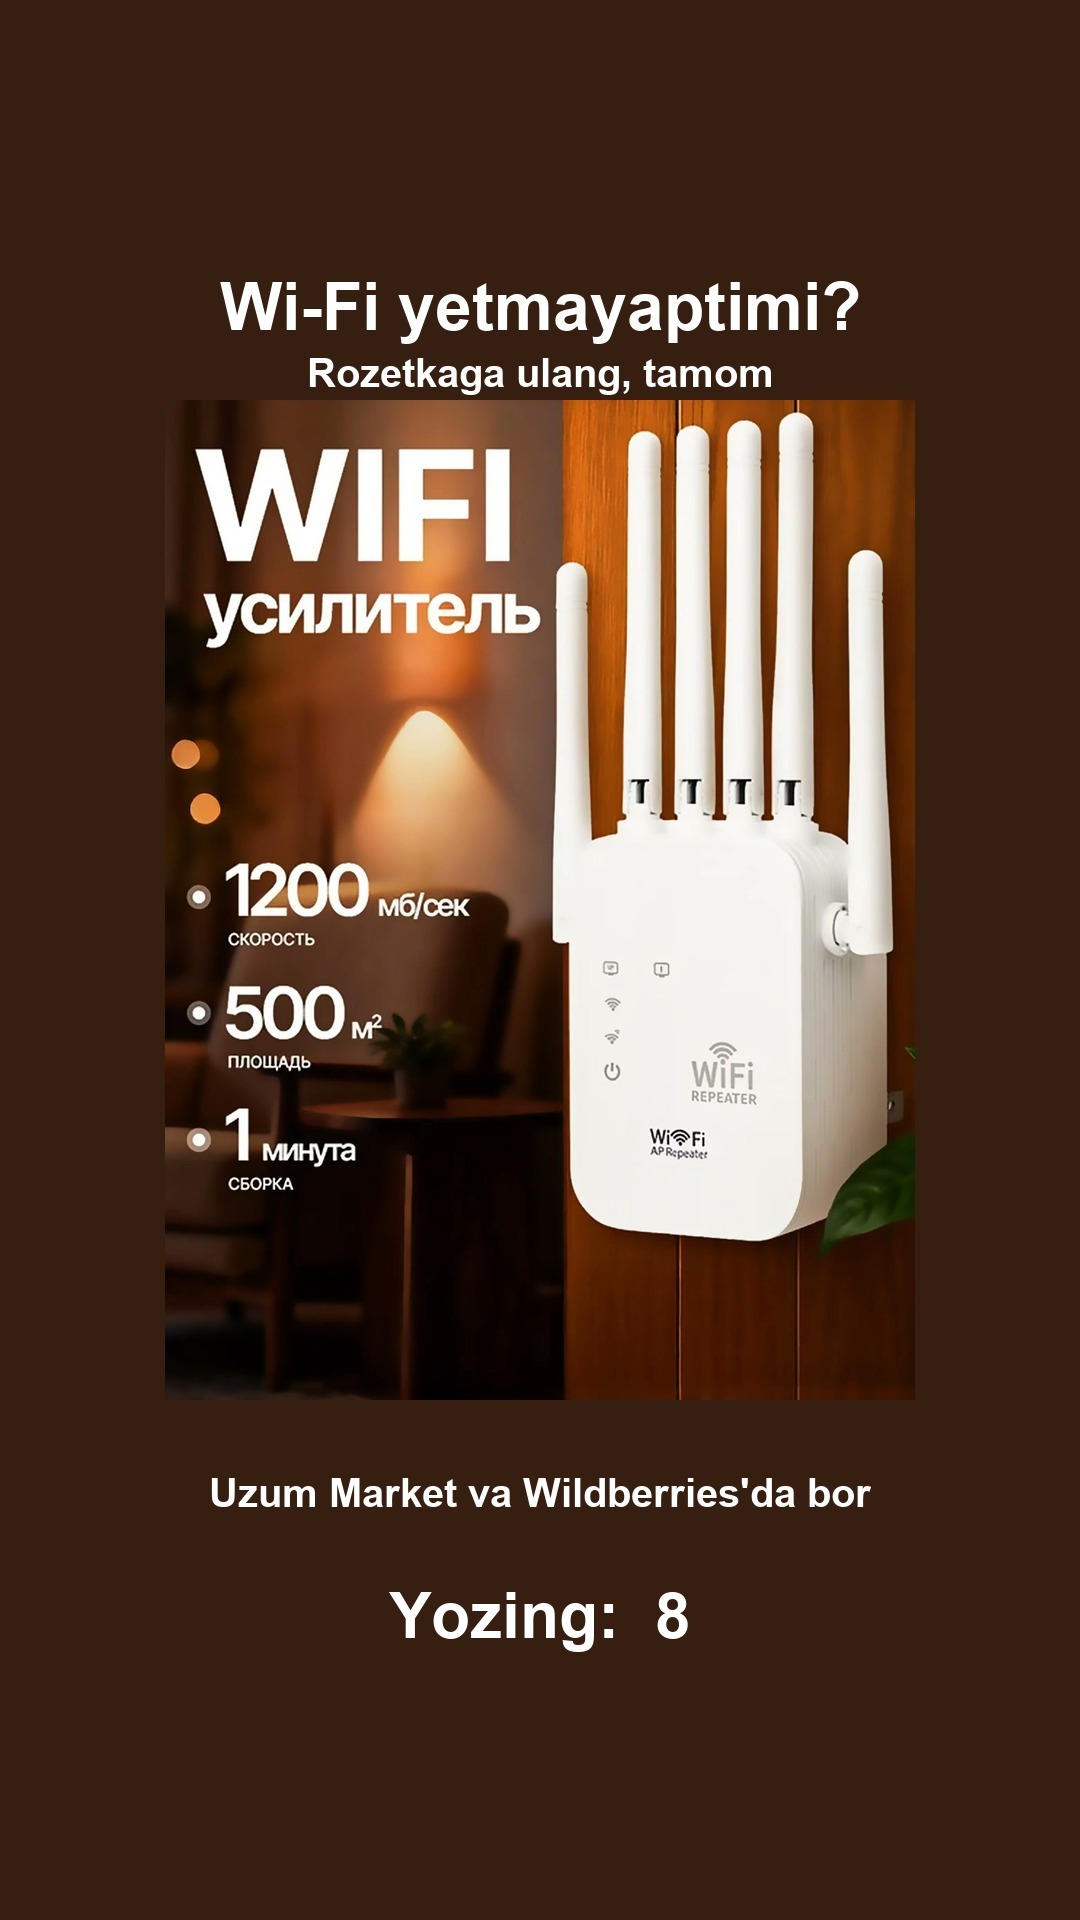 Wi-Fi yetmayaptimi?
Rozetkaga ulang, tamom
WIFI
усилитель
1200 мб/сек
СКОРОСТЬ
500 м²
ПЛОЩАДЬ
1 минута
СБОРКА
WiFi
REPEATER
WiFi
AP Repeater
Uzum Market va Wildberries'da bor
Yozing: 8